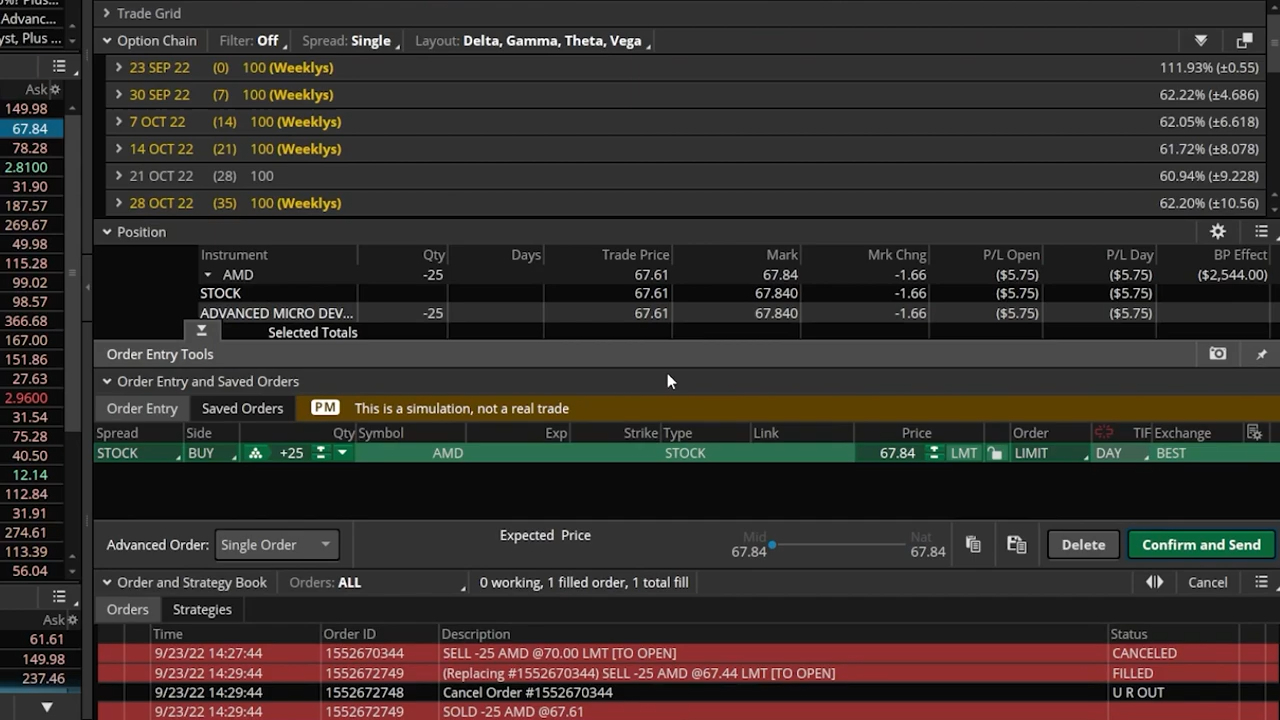 Trade Grid
Advanc...
yst, Plus ...
Option Chain Filter: Off Spread: Single Layout: Delta, Gamma, Theta, Vega
23 SEP 22 (0) 100 (Weeklys) 111.93% (±0.55)
30 SEP 22 (7) 100 (Weeklys) 62.22% (±4.686)
7 OCT 22 (14) 100 (Weeklys) 62.05% (±6.618)
14 OCT 22 (21) 100 (Weeklys) 61.72% (±8.078)
21 OCT 22 (28) 100 60.94% (±9.228)
28 OCT 22 (35) 100 (Weeklys) 62.20% (±10.56)
Ask
149.98
67.84
78.28
2.8100
31.90
187.57
269.67
49.98
115.28
99.02
98.57
366.68
167.00
151.86
27.63
2.9600
31.54
75.28
40.50
12.14
112.84
31.91
274.61
113.39
56.04
Ask
61.61
149.98
237.46
Position
Instrument Qty Days Trade Price Mark Mrk Chng P/L Open P/L Day BP Effect
AMD -25 67.61 67.84 -1.66 ($5.75) ($5.75) ($2,544.00)
STOCK 67.61 67.840 -1.66 ($5.75) ($5.75)
ADVANCED MICRO DEV... -25 67.61 67.840 -1.66 ($5.75) ($5.75)
Selected Totals
Order Entry Tools
Order Entry and Saved Orders
Order Entry Saved Orders PM This is a simulation, not a real trade
Spread Side Qty Symbol Exp Strike Type Link Price Order TIF Exchange
STOCK BUY +25 AMD STOCK 67.84 LMT LIMIT DAY BEST
Advanced Order: Single Order Expected Price Mid 67.84 Nat 67.84 Delete Confirm and Send
Order and Strategy Book Orders: ALL 0 working, 1 filled order, 1 total fill Cancel
Orders Strategies
Time Order ID Description Status
9/23/22 14:27:44 1552670344 SELL -25 AMD @70.00 LMT [TO OPEN] CANCELED
9/23/22 14:29:44 1552672749 (Replacing #1552670344) SELL -25 AMD @67.44 LMT [TO OPEN] FILLED
9/23/22 14:29:44 1552672748 Cancel Order #1552670344 U R OUT
9/23/22 14:29:44 1552672749 SOLD -25 AMD @67.61